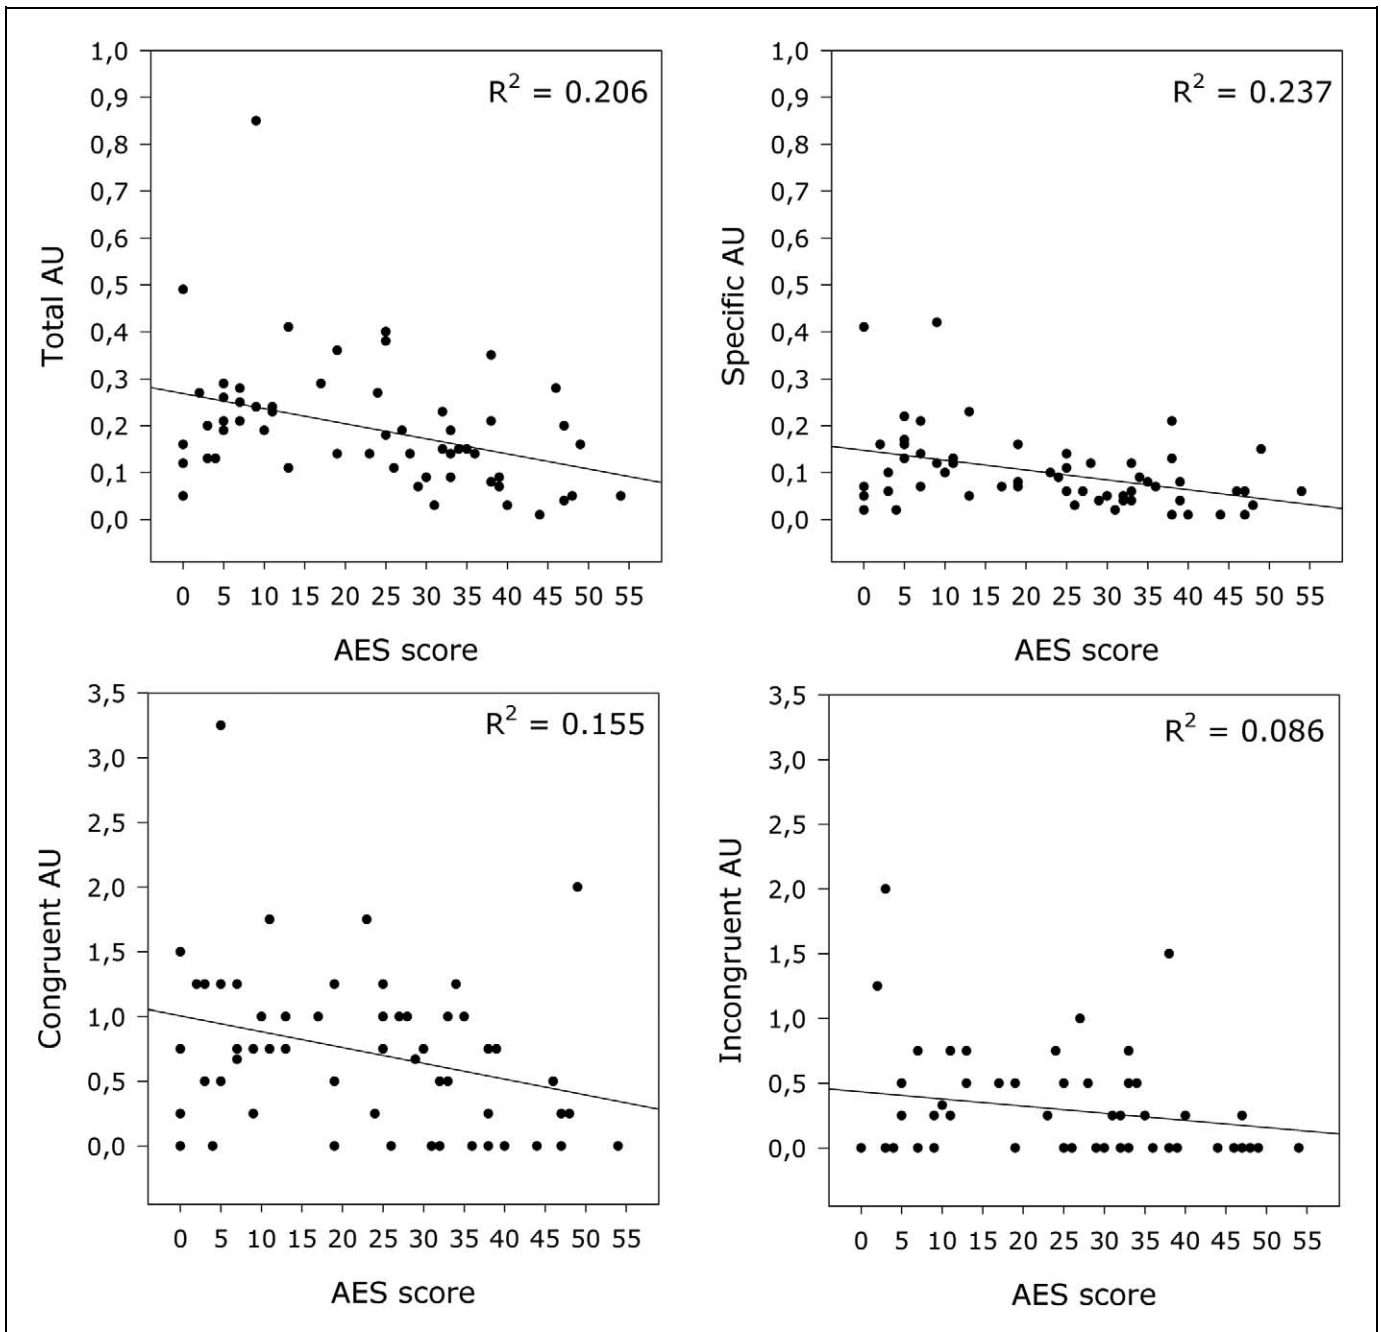 R² = 0.206
Total AU
1,0
0,9
0,8
0,7
0,6
0,5
0,4
0,3
0,2
0,1
0,0
0 5 10 15 20 25 30 35 40 45 50 55
AES score
R² = 0.237
Specific AU
1,0
0,9
0,8
0,7
0,6
0,5
0,4
0,3
0,2
0,1
0,0
0 5 10 15 20 25 30 35 40 45 50 55
AES score
R² = 0.155
Congruent AU
3,5
3,0
2,5
2,0
1,5
1,0
0,5
0,0
0 5 10 15 20 25 30 35 40 45 50 55
AES score
R² = 0.086
Incongruent AU
3,5
3,0
2,5
2,0
1,5
1,0
0,5
0,0
0 5 10 15 20 25 30 35 40 45 50 55
AES score